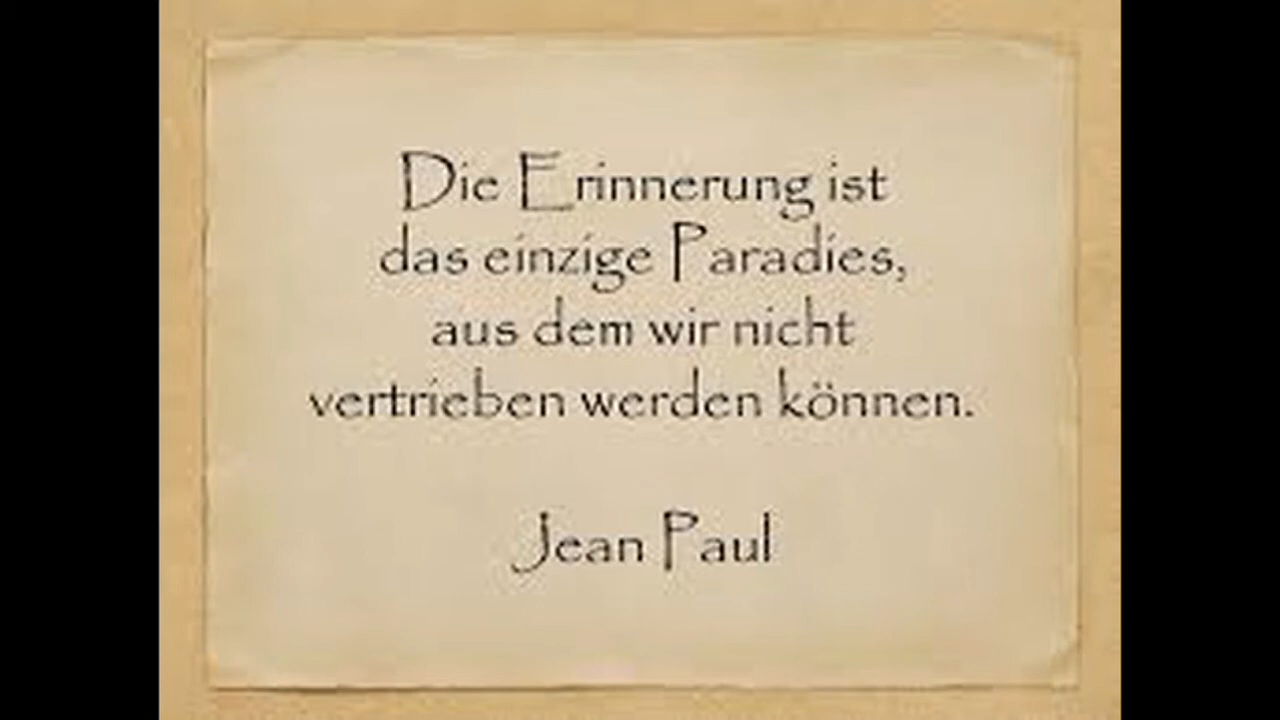 Die Erinnerung ist
das einzige Paradies,
aus dem wir nicht
vertrieben werden können.
Jean Paul